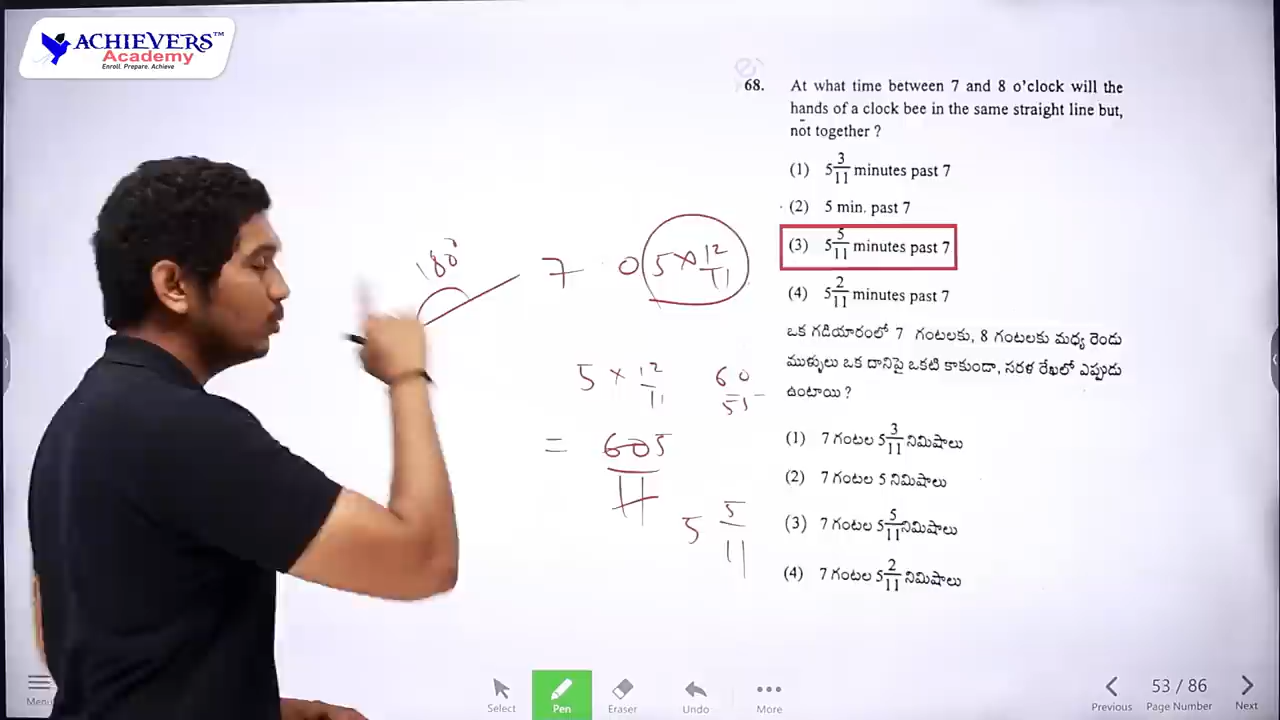 ACHIEVERS™
Academy
Enroll. Prepare. Achieve
68. At what time between 7 and 8 o'clock will the
hands of a clock bee in the same straight line but,
not together ?
(1) 5 3/11 minutes past 7
(2) 5 min. past 7
(3) 5 5/11 minutes past 7
(4) 5 2/11 minutes past 7
ఒక గడియారంలో 7 గంటలకు, 8 గంటలకు మధ్య రెండు
ముళ్ళులు ఒక దానిపై ఒకటి కాకుండా, సరళ రేఖలో ఎప్పుడు
ఉంటాయి ?
(1) 7 గంటల 5 3/11 నిమిషాలు
(2) 7 గంటల 5 నిమిషాలు
(3) 7 గంటల 5 5/11 నిమిషాలు
(4) 7 గంటల 5 2/11 నిమిషాలు
180°
7 0 5 × 12/11
5 × 12/11
60
55
= 605/11
5 5/11
Menu
Select
Pen
Eraser
Undo
More
Previous
53 / 86
Page Number
Next